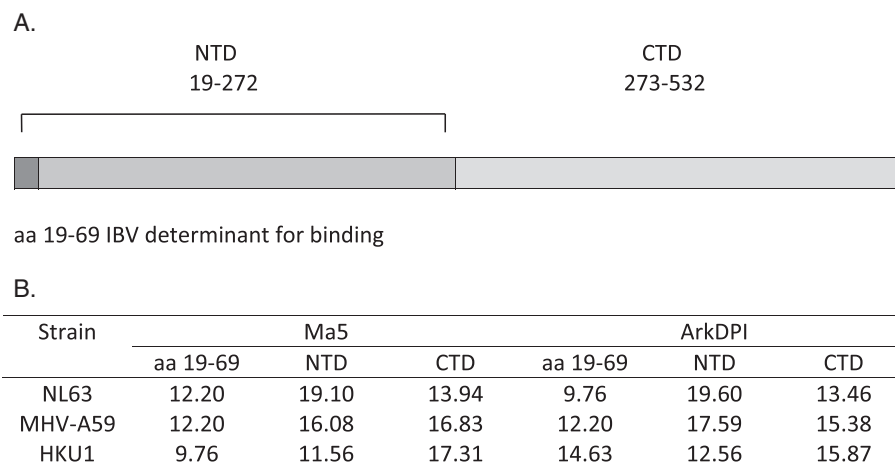 A.
NTD CTD
19-272 273-532
aa 19-69 IBV determinant for binding
B.
Strain Ma5 ArkDPI
aa 19-69 NTD CTD aa 19-69 NTD CTD
NL63 12.20 19.10 13.94 9.76 19.60 13.46
MHV-A59 12.20 16.08 16.83 12.20 17.59 15.38
HKU1 9.76 11.56 17.31 14.63 12.56 15.87